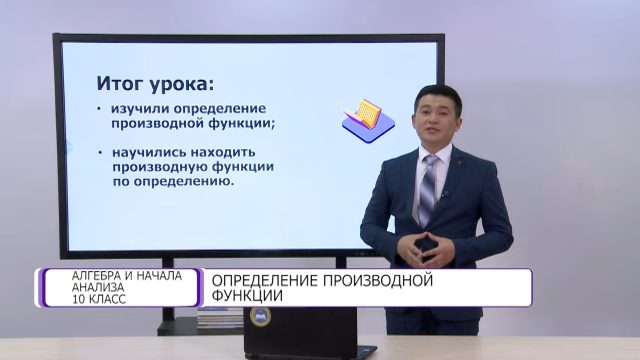 Итог урока:
• изучили определение
производной функции;
• научились находить
производную функции
по определению.
АЛГЕБРА И НАЧАЛА
АНАЛИЗА
10 КЛАСС
ОПРЕДЕЛЕНИЕ ПРОИЗВОДНОЙ
ФУНКЦИИ